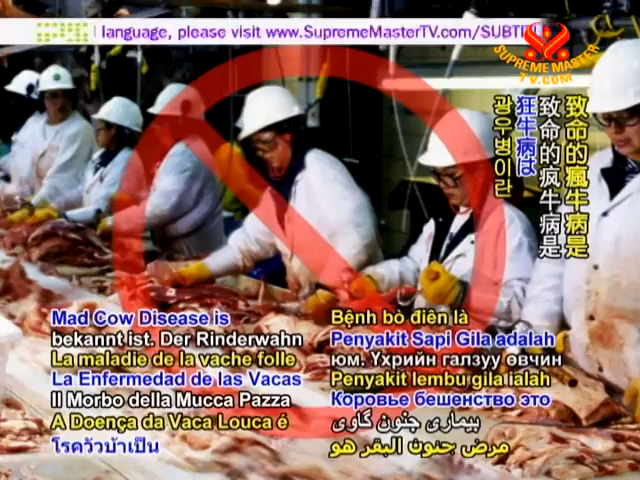 language, please visit www.SupremeMasterTV.com/SUBTI
SUPREME MASTER
TV.COM
致命的瘋牛病是
致命的疯牛病是
狂牛病は
광우병이란
Mad Cow Disease is
bekannt ist. Der Rinderwahn
La maladie de la vache folle
La Enfermedad de las Vacas
Il Morbo della Mucca Pazza
A Doença da Vaca Louca é
โรควัวบ้าเป็น
Bệnh bò điên là
Penyakit Sapi Gila adalah
юм. Үхрийн галзуу өвчин
Penyakit lembu gila ialah
Коровье бешенство это
بیماری جنون گاوی
مرض جنون البقر هو